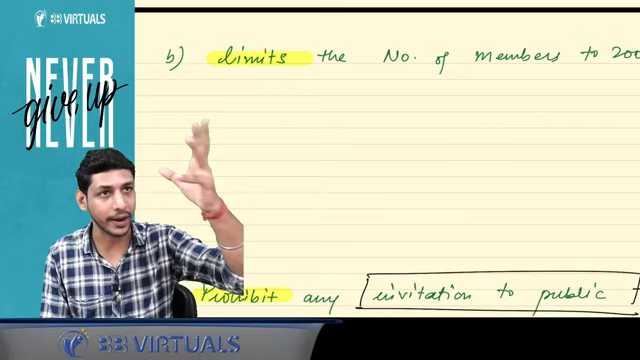 BB VIRTUALS
NEVER
give up
NEVER
b) limits the No. of members to 200
Prohibit any invitation to public
BB VIRTUALS